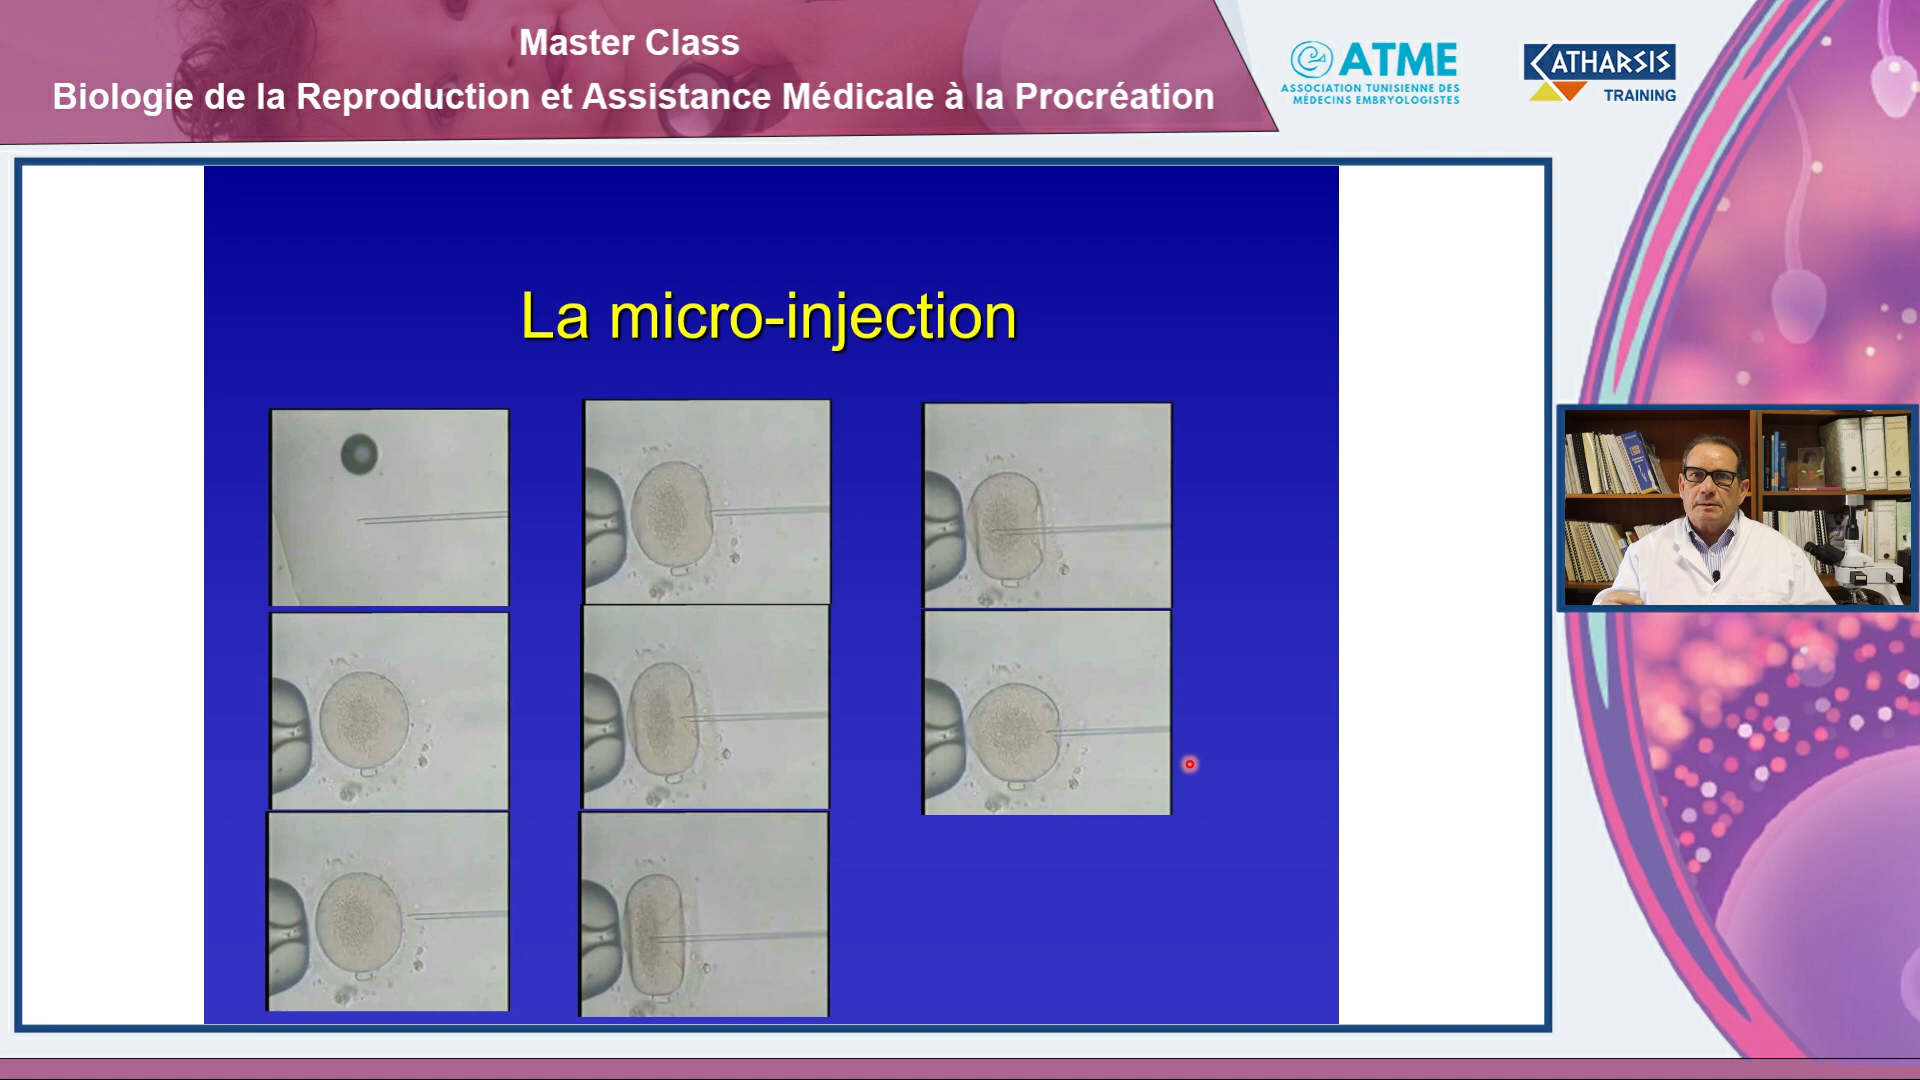 Master Class
Biologie de la Reproduction et Assistance Médicale à la Procréation
ATME
ASSOCIATION TUNISIENNE DES
MÉDECINS EMBRYOLOGISTES
CATHARSIS
TRAINING
La micro-injection